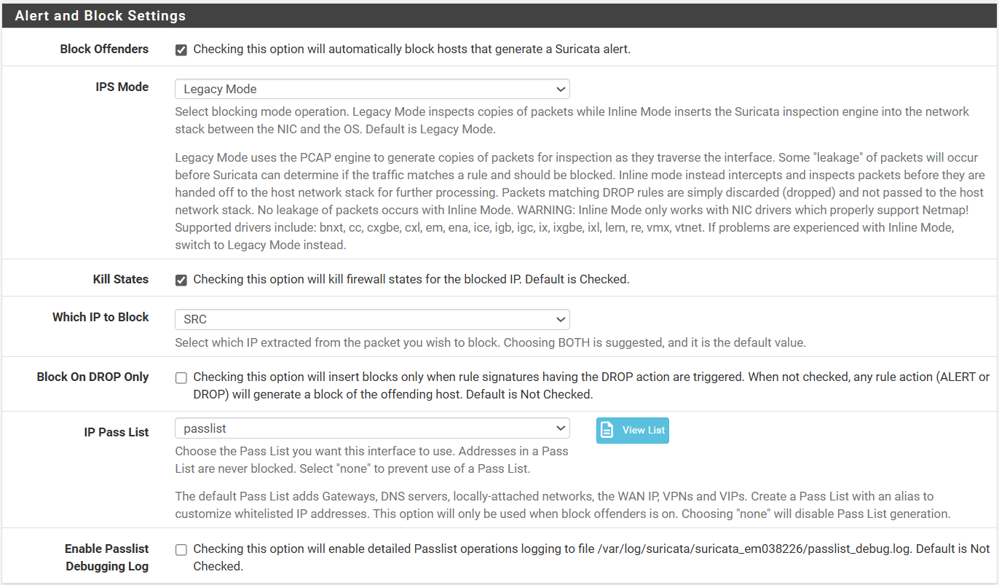 Alert and Block Settings
Block Offenders
Checking this option will automatically block hosts that generate a Suricata alert.
IPS Mode
Legacy Mode
Select blocking mode operation. Legacy Mode inspects copies of packets while Inline Mode inserts the Suricata inspection engine into the network
stack between the NIC and the OS. Default is Legacy Mode.
Legacy Mode uses the PCAP engine to generate copies of packets for inspection as they traverse the interface. Some "leakage" of packets will occur
before Suricata can determine if the traffic matches a rule and should be blocked. Inline mode instead intercepts and inspects packets before they are
handed off to the host network stack for further processing. Packets matching DROP rules are simply discarded (dropped) and not passed to the host
network stack. No leakage of packets occurs with Inline Mode. WARNING: Inline Mode only works with NIC drivers which properly support Netmap!
Supported drivers include: bnxt, cc, cxgbe, cxl, em, ena, ice, igb, igc, ix, ixgbe, ixl, lem, re, vmx, vtnet. If problems are experienced with Inline Mode,
switch to Legacy Mode instead.
Kill States
Checking this option will kill firewall states for the blocked IP. Default is Checked.
Which IP to Block
SRC
Select which IP extracted from the packet you wish to block. Choosing BOTH is suggested, and it is the default value.
Block On DROP Only
Checking this option will insert blocks only when rule signatures having the DROP action are triggered. When not checked, any rule action (ALERT or
DROP) will generate a block of the offending host. Default is Not Checked.
IP Pass List
passlist
View List
Choose the Pass List you want this interface to use. Addresses in a Pass
List are never blocked. Select "none" to prevent use of a Pass List.
The default Pass List adds Gateways, DNS servers, locally-attached networks, the WAN IP, VPNs and VIPs. Create a Pass List with an alias to
customize whitelisted IP addresses. This option will only be used when block offenders is on. Choosing "none" will disable Pass List generation.
Enable Passlist
Debugging Log
Checking this option will enable detailed Passlist operations logging to file /var/log/suricata/suricata_em038226/passlist_debug.log. Default is Not
Checked.